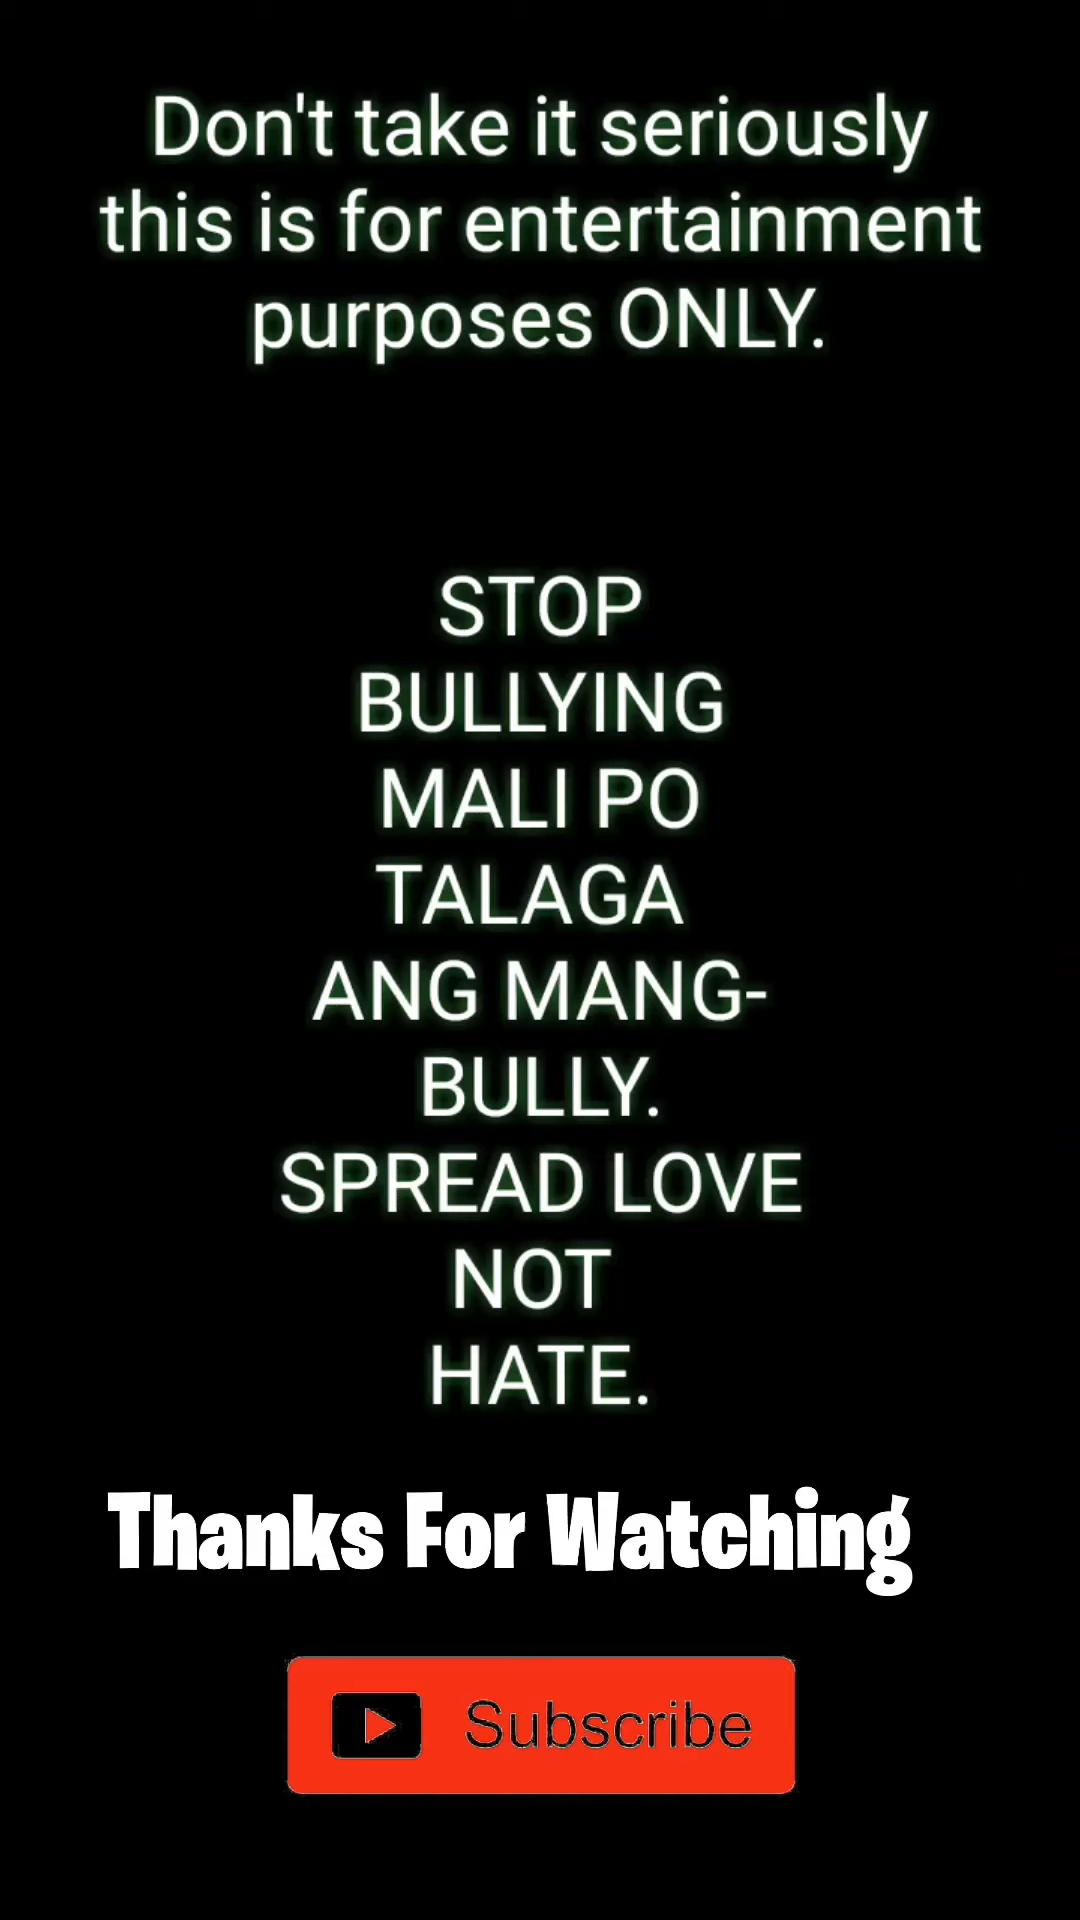 Don't take it seriously
this is for entertainment
purposes ONLY.
STOP
BULLYING
MALI PO
TALAGA
ANG MANG-
BULLY.
SPREAD LOVE
NOT
HATE.
Thanks For Watching
Subscribe